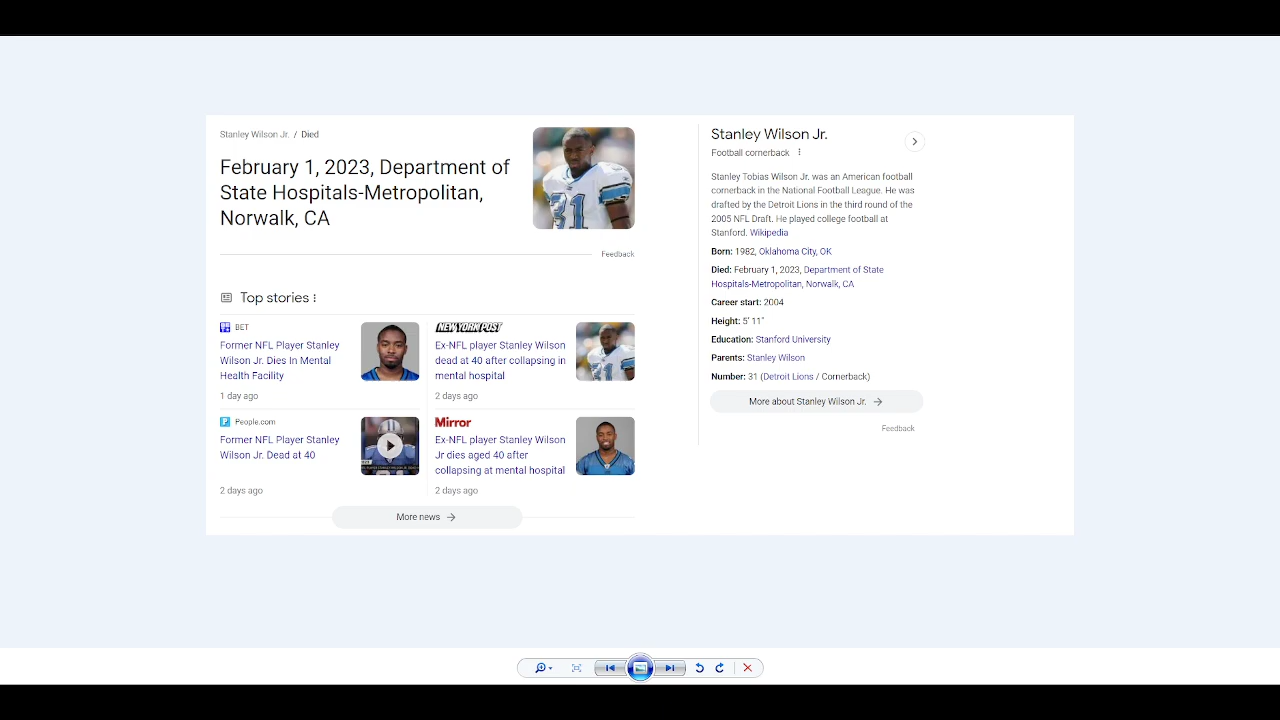 Stanley Wilson Jr. / Died
February 1, 2023, Department of
State Hospitals-Metropolitan,
Norwalk, CA
31
Feedback
Top stories
BET
Former NFL Player Stanley
Wilson Jr. Dies In Mental
Health Facility
1 day ago
NEW YORK POST
Ex-NFL player Stanley Wilson
dead at 40 after collapsing in
mental hospital
2 days ago
People.com
Former NFL Player Stanley
Wilson Jr. Dead at 40
2 days ago
Mirror
Ex-NFL player Stanley Wilson
Jr dies aged 40 after
collapsing at mental hospital
2 days ago
More news
Stanley Wilson Jr.
Football cornerback
Stanley Tobias Wilson Jr. was an American football
cornerback in the National Football League. He was
drafted by the Detroit Lions in the third round of the
2005 NFL Draft. He played college football at
Stanford. Wikipedia
Born: 1982, Oklahoma City, OK
Died: February 1, 2023, Department of State
Hospitals-Metropolitan, Norwalk, CA
Career start: 2004
Height: 5′ 11″
Education: Stanford University
Parents: Stanley Wilson
Number: 31 (Detroit Lions / Cornerback)
More about Stanley Wilson Jr.
Feedback